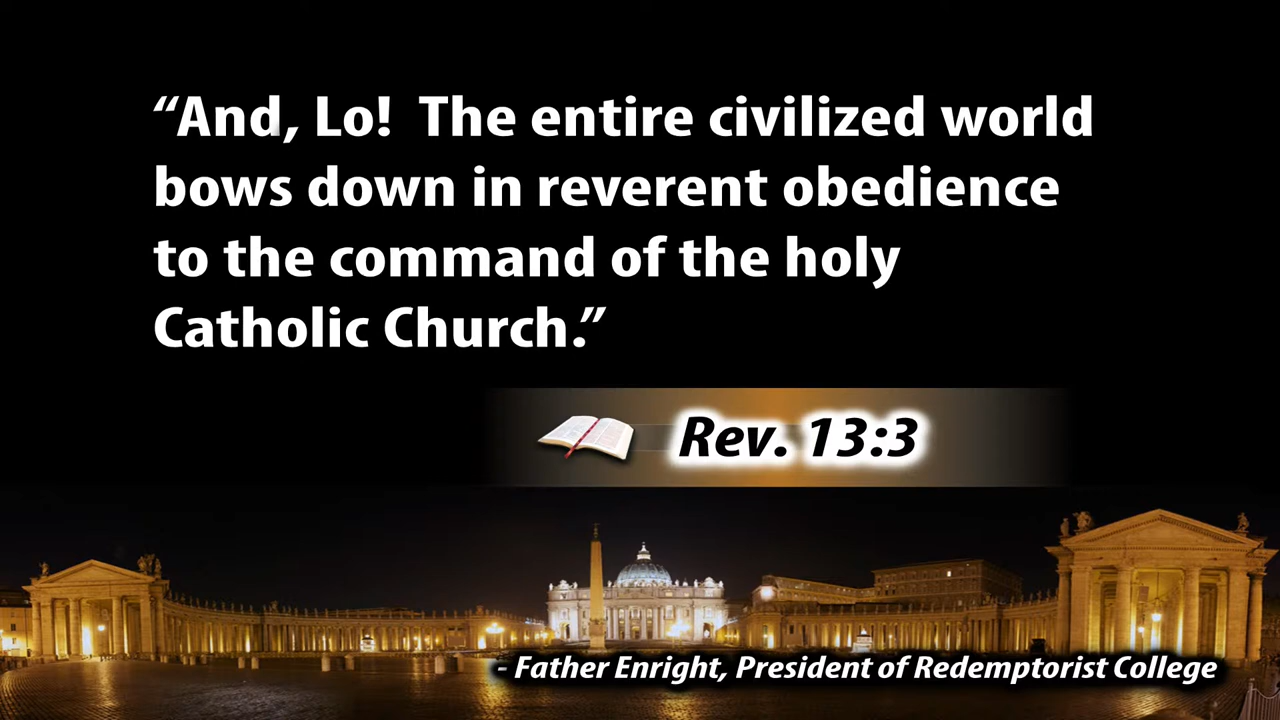 “And, Lo!  The entire civilized world
bows down in reverent obedience
to the command of the holy
Catholic Church.”
Rev. 13:3
- Father Enright, President of Redemptorist College